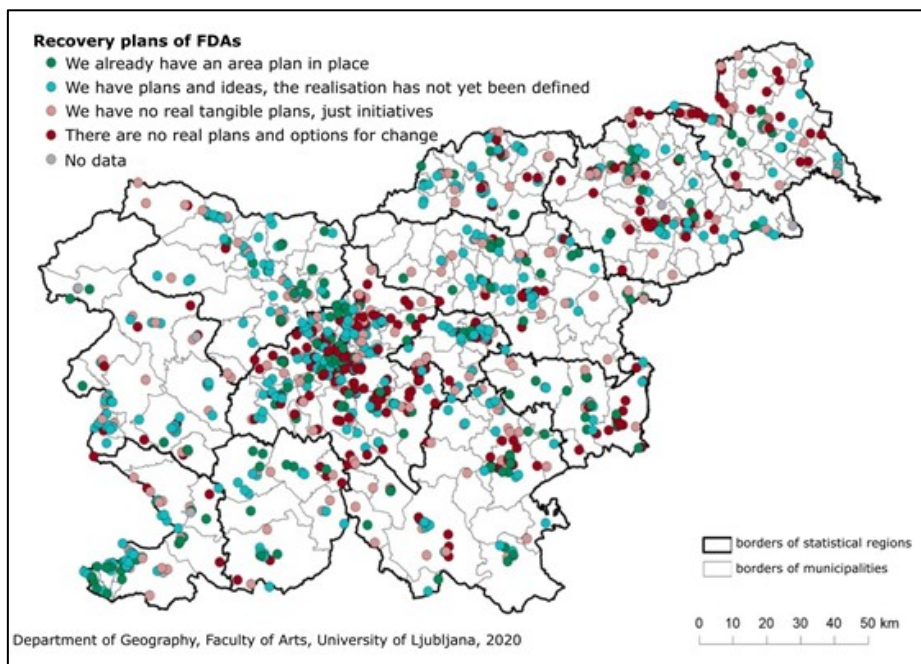 Recovery plans of FDAs
We already have an area plan in place
We have plans and ideas, the realisation has not yet been defined
We have no real tangible plans, just initiatives
There are no real plans and options for change
No data
borders of statistical regions
borders of municipalities
0 10 20 30 40 50 km
Department of Geography, Faculty of Arts, University of Ljubljana, 2020